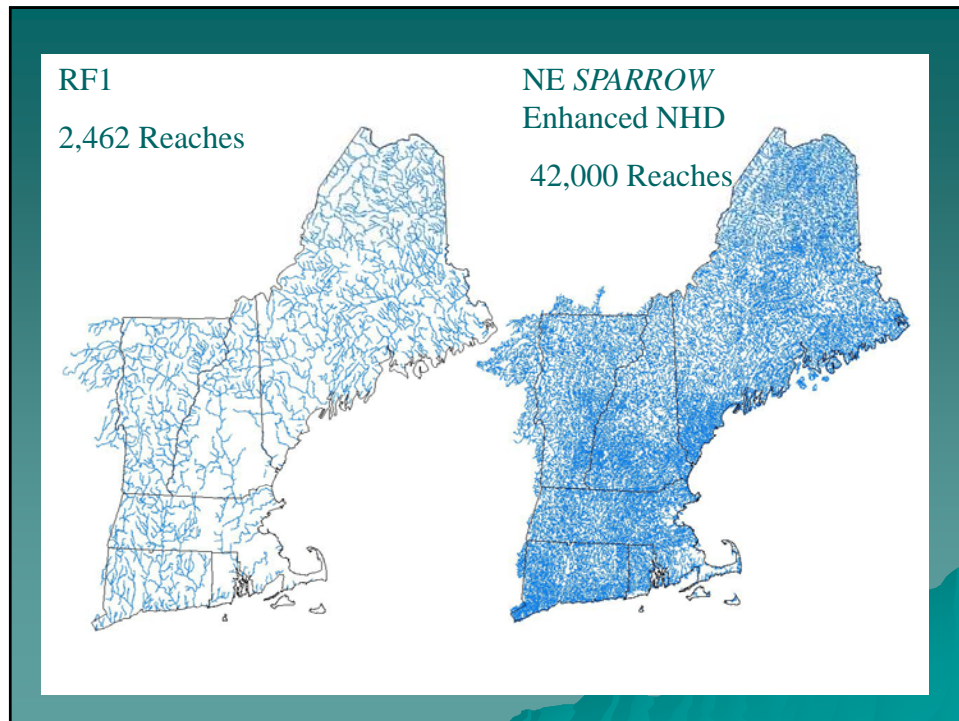 RF1
2,462 Reaches
NE SPARROW
Enhanced NHD
42,000 Reaches